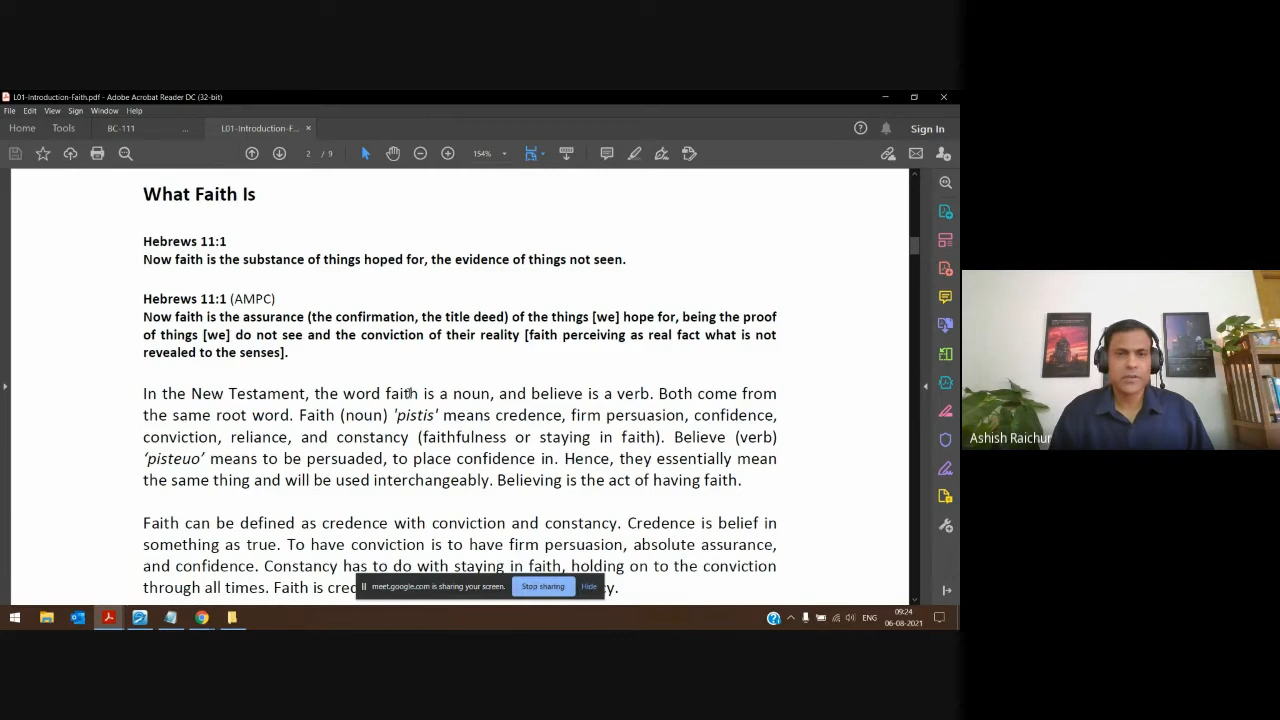 L01-Introduction-Faith.pdf - Adobe Acrobat Reader DC (32-bit)
File Edit View Sign Window Help
Home Tools BC-111 ... L01-Introduction-F... × Sign In
2 / 9 154%
What Faith Is
Hebrews 11:1
Now faith is the substance of things hoped for, the evidence of things not seen.
Hebrews 11:1 (AMPC)
Now faith is the assurance (the confirmation, the title deed) of the things [we] hope for, being the proof
of things [we] do not see and the conviction of their reality [faith perceiving as real fact what is not
revealed to the senses].
In the New Testament, the word faith is a noun, and believe is a verb. Both come from
the same root word. Faith (noun) 'pistis' means credence, firm persuasion, confidence,
conviction, reliance, and constancy (faithfulness or staying in faith). Believe (verb)
‘pisteuo’ means to be persuaded, to place confidence in. Hence, they essentially mean
the same thing and will be used interchangeably. Believing is the act of having faith.
Faith can be defined as credence with conviction and constancy. Credence is belief in
something as true. To have conviction is to have firm persuasion, absolute assurance,
and confidence. Constancy has to do with staying in faith, holding on to the conviction
through all times. Faith is cre
meet.google.com is sharing your screen. Stop sharing Hide
Ashish Raichur
ENG
09:24
06-08-2021